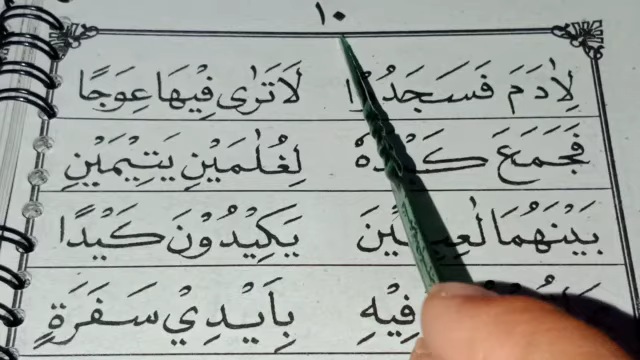 ١٠
لِاٰدَمَ فَسَجَدُوْا لَاتَرٰى فِيْهَا عِوَجًا
فَجَمَعَ كَيْدَهٗ لِغُلٰمَيْنِ يَتِيْمَيْنِ
بَيْنَهُمَا لٰعِبِيْنَ يَكِيْدُوْنَ كَيْدًا
فِيْهِ بِاَيْدِيْ سَفَرَةٍ